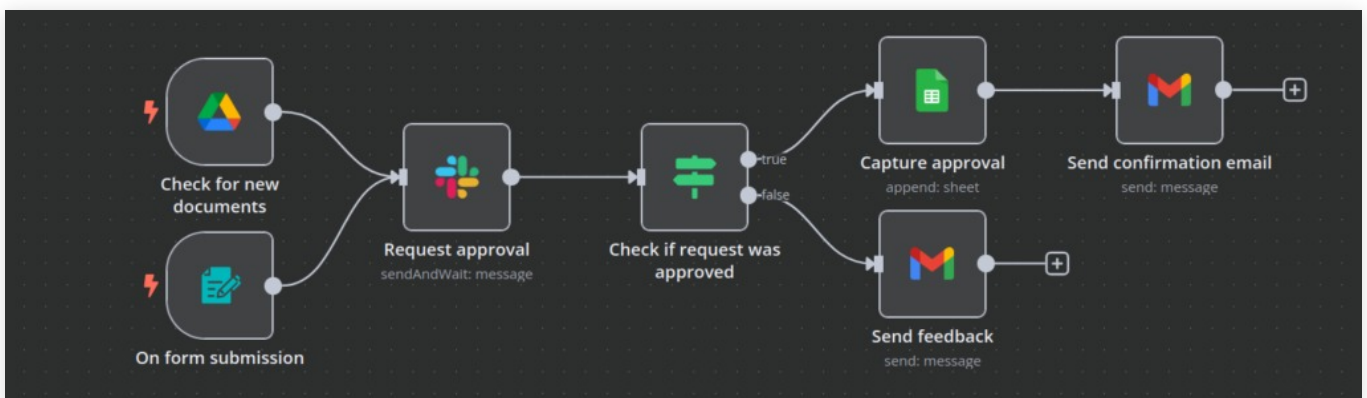 Check for new
documents
On form submission
Request approval
sendAndWait: message
Check if request was
approved
true
false
Capture approval
append: sheet
Send confirmation email
send: message
Send feedback
send: message